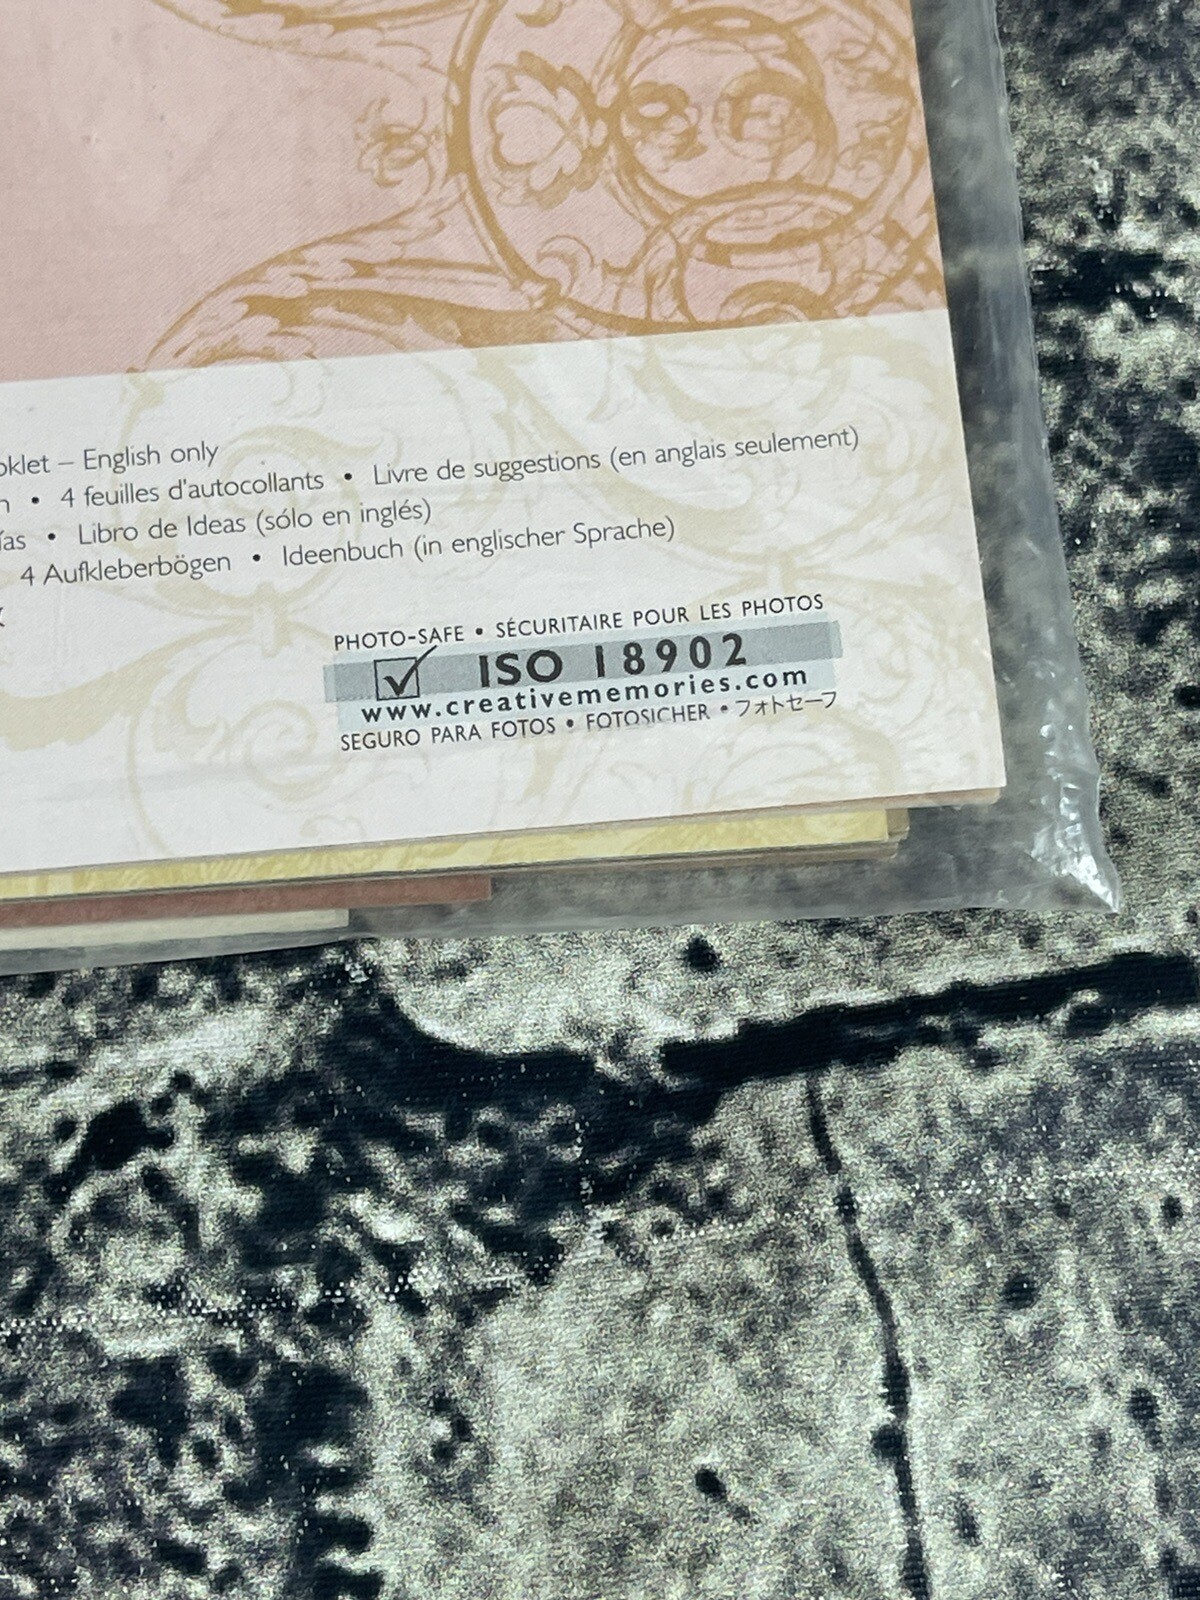 – English only
• 4 feuilles d'autocollants • Livre de suggestions (en anglais seulement)
• Libro de Ideas (sólo en inglés)
4 Aufkleberbögen • Ideenbuch (in englischer Sprache)
PHOTO-SAFE • SÉCURITAIRE POUR LES PHOTOS
ISO 18902
www.creativememories.com
SEGURO PARA FOTOS • FOTOSICHER • フォトセーフ